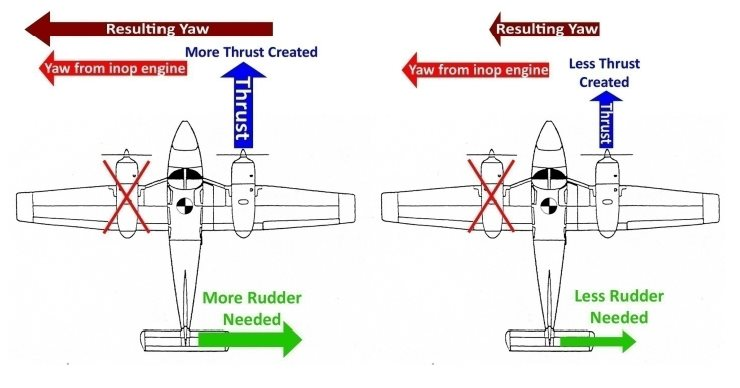 Resulting Yaw
More Thrust Created
Yaw from inop engine
Thrust
More Rudder
Needed
Resulting Yaw
Less Thrust
Created
Yaw from inop engine
Thrust
Less Rudder
Needed